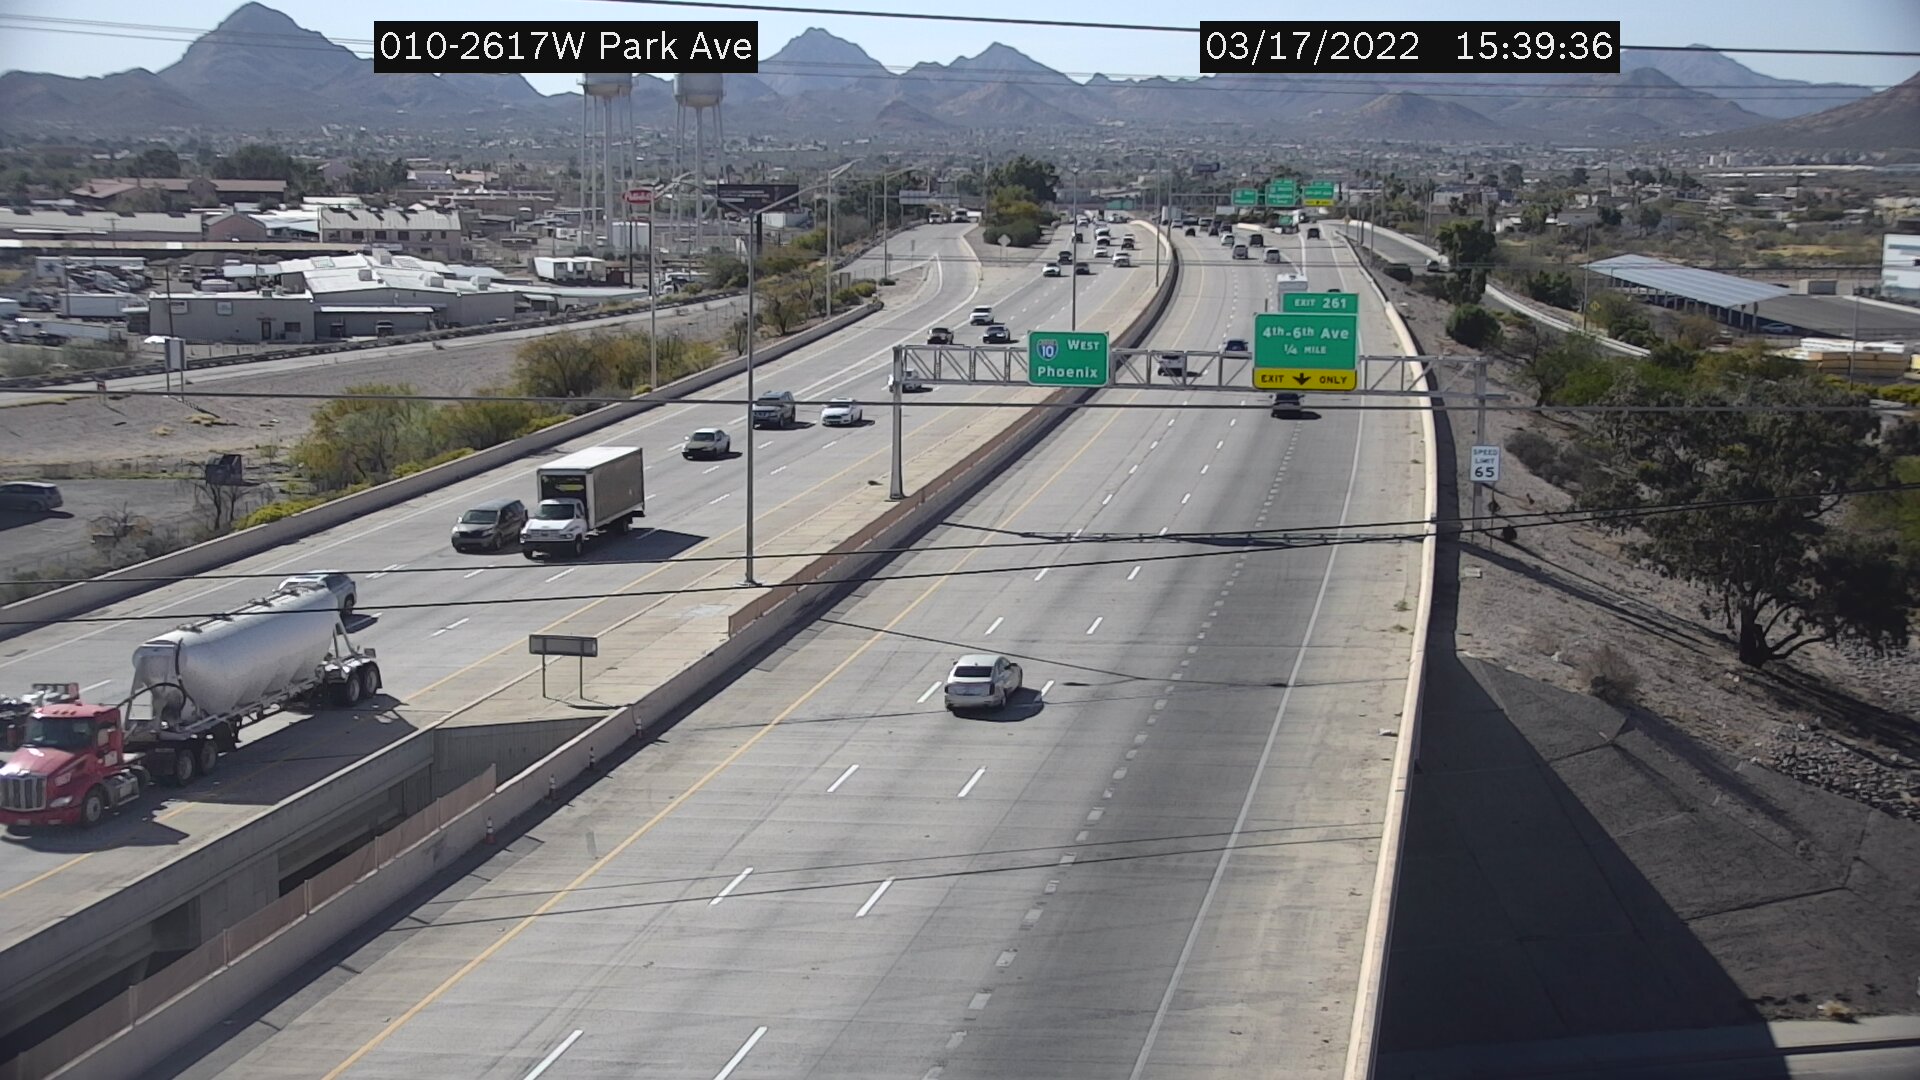 010-2617W Park Ave
03/17/2022 15:39:36
EXIT 261
4th-6th Ave
1/4 MILE
EXIT ONLY
10 WEST
Phoenix
SPEED
LIMIT
65